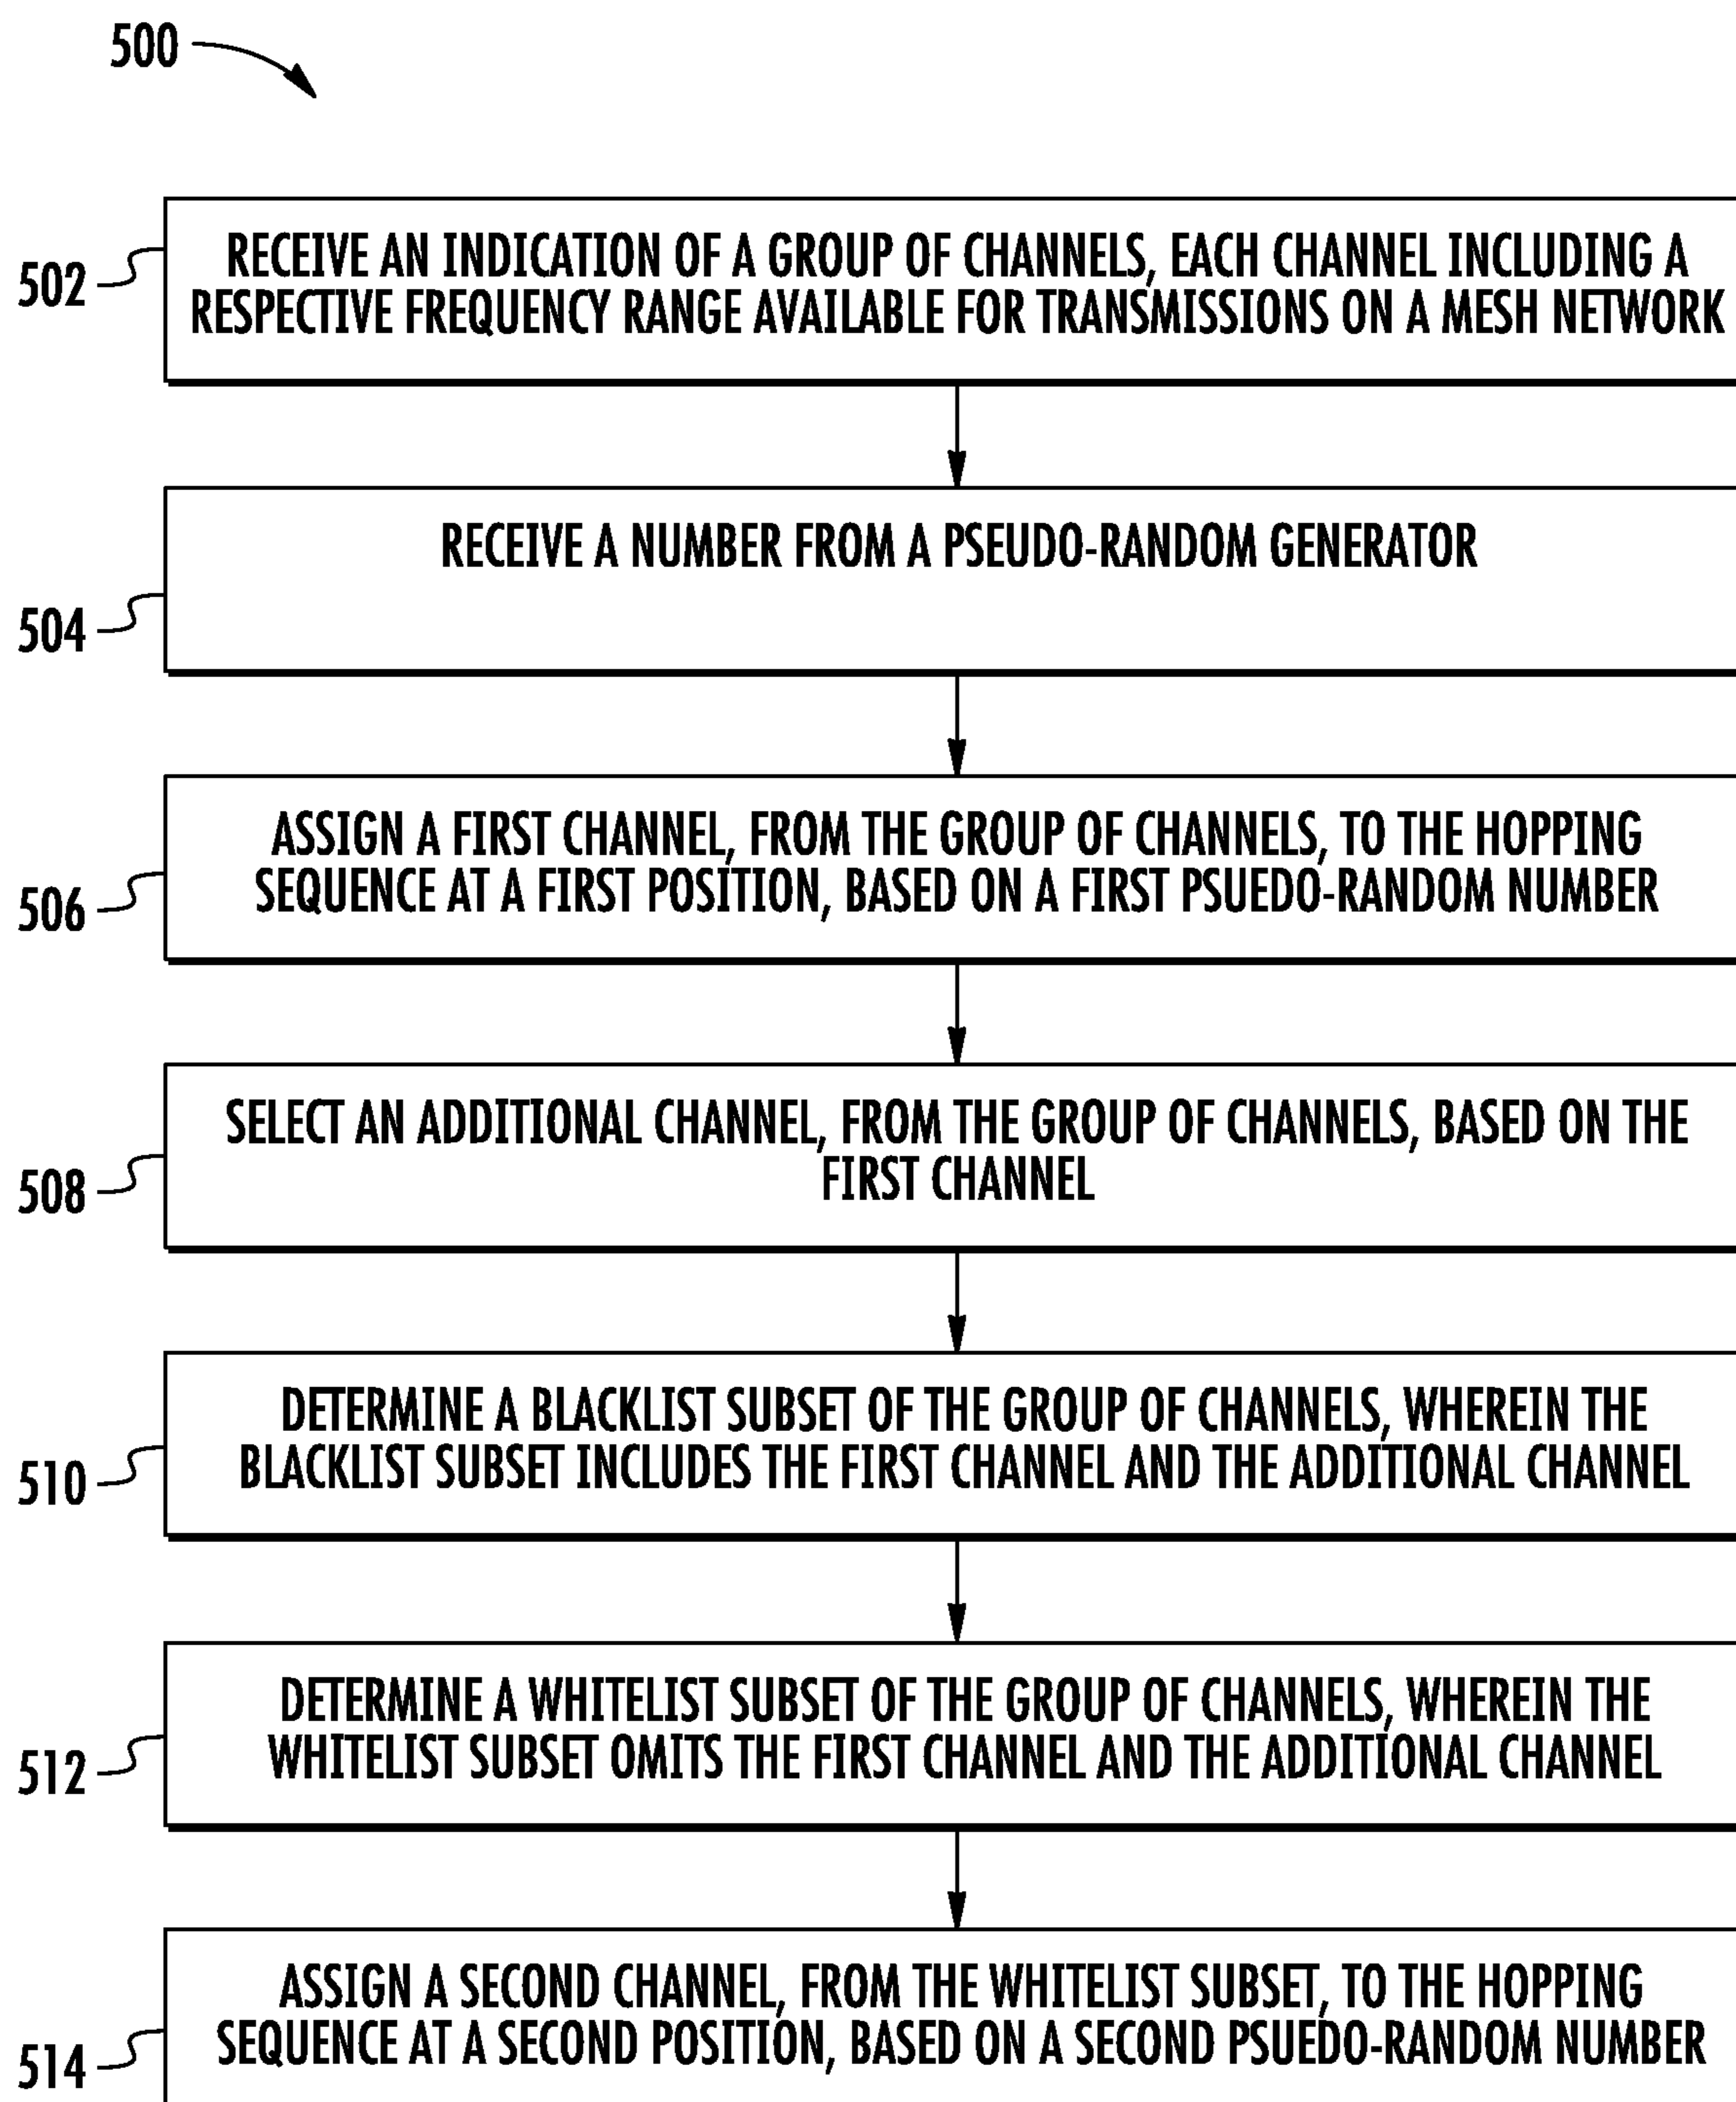 500
502
RECEIVE AN INDICATION OF A GROUP OF CHANNELS, EACH CHANNEL INCLUDING A
RESPECTIVE FREQUENCY RANGE AVAILABLE FOR TRANSMISSIONS ON A MESH NETWORK
504
RECEIVE A NUMBER FROM A PSEUDO-RANDOM GENERATOR
506
ASSIGN A FIRST CHANNEL, FROM THE GROUP OF CHANNELS, TO THE HOPPING
SEQUENCE AT A FIRST POSITION, BASED ON A FIRST PSUEDO-RANDOM NUMBER
508
SELECT AN ADDITIONAL CHANNEL, FROM THE GROUP OF CHANNELS, BASED ON THE
FIRST CHANNEL
510
DETERMINE A BLACKLIST SUBSET OF THE GROUP OF CHANNELS, WHEREIN THE
BLACKLIST SUBSET INCLUDES THE FIRST CHANNEL AND THE ADDITIONAL CHANNEL
512
DETERMINE A WHITELIST SUBSET OF THE GROUP OF CHANNELS, WHEREIN THE
WHITELIST SUBSET OMITS THE FIRST CHANNEL AND THE ADDITIONAL CHANNEL
514
ASSIGN A SECOND CHANNEL, FROM THE WHITELIST SUBSET, TO THE HOPPING
SEQUENCE AT A SECOND POSITION, BASED ON A SECOND PSUEDO-RANDOM NUMBER